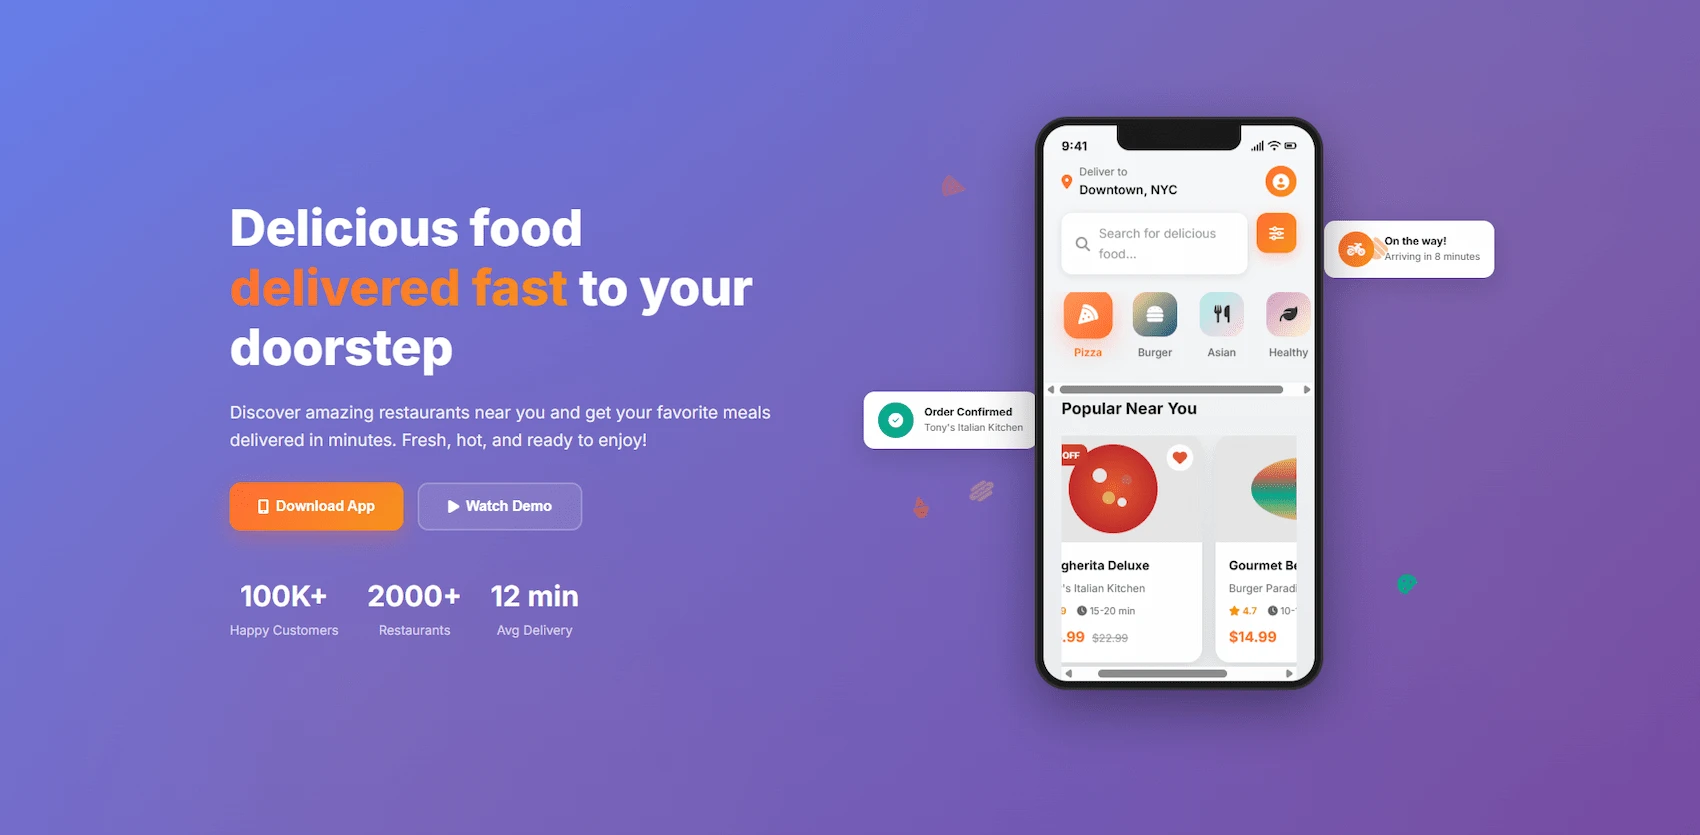 Delicious food
delivered fast to your
doorstep
Discover amazing restaurants near you and get your favorite meals
delivered in minutes. Fresh, hot, and ready to enjoy!
Download App
Watch Demo
100K+
Happy Customers
2000+
Restaurants
12 min
Avg Delivery
9:41
Deliver to
Downtown, NYC
Search for delicious
food...
Pizza
Burger
Asian
Healthy
Popular Near You
OFF
gherita Deluxe
's Italian Kitchen
9
15-20 min
.99 $22.99
Gourmet Be
Burger Paradi
4.7
10-
$14.99
Order Confirmed
Tony's Italian Kitchen
On the way!
Arriving in 8 minutes